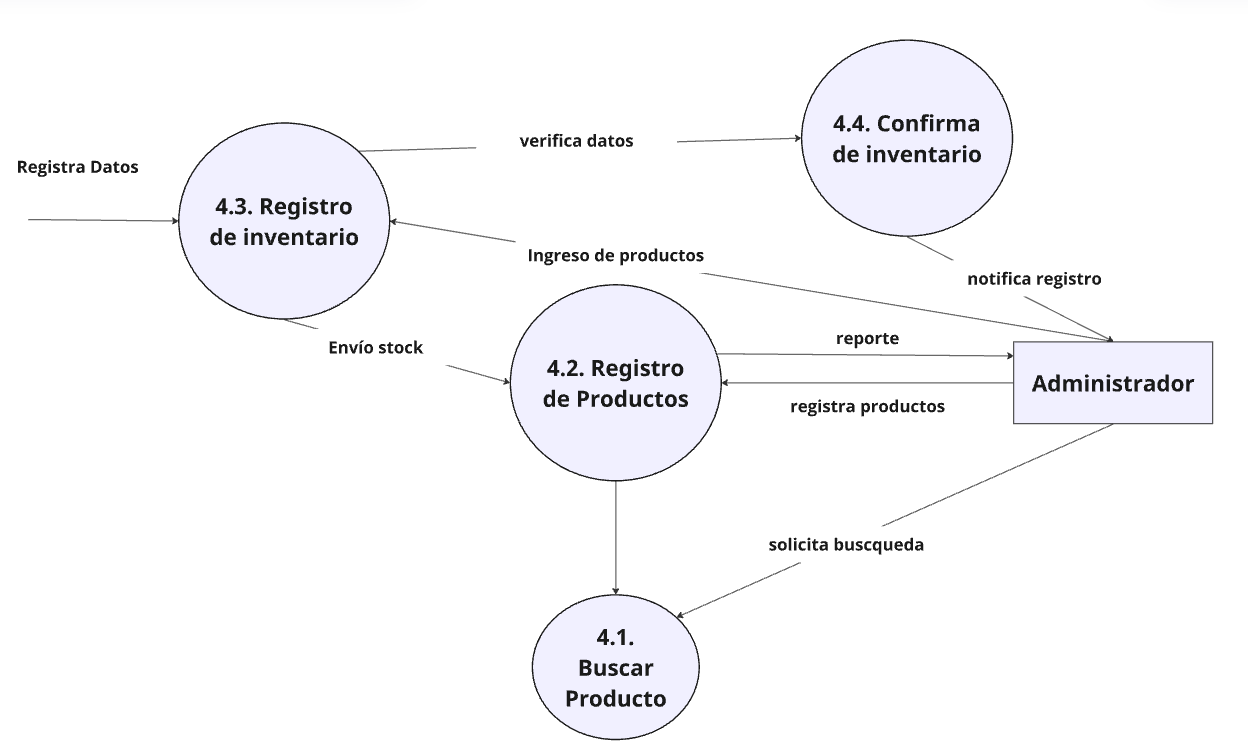 4.4. Confirma
de inventario
verifica datos
Registra Datos
4.3. Registro
de inventario
Ingreso de productos
notifica registro
Envío stock
reporte
4.2. Registro
de Productos
Administrador
registra productos
solicita buscqueda
4.1.
Buscar
Producto